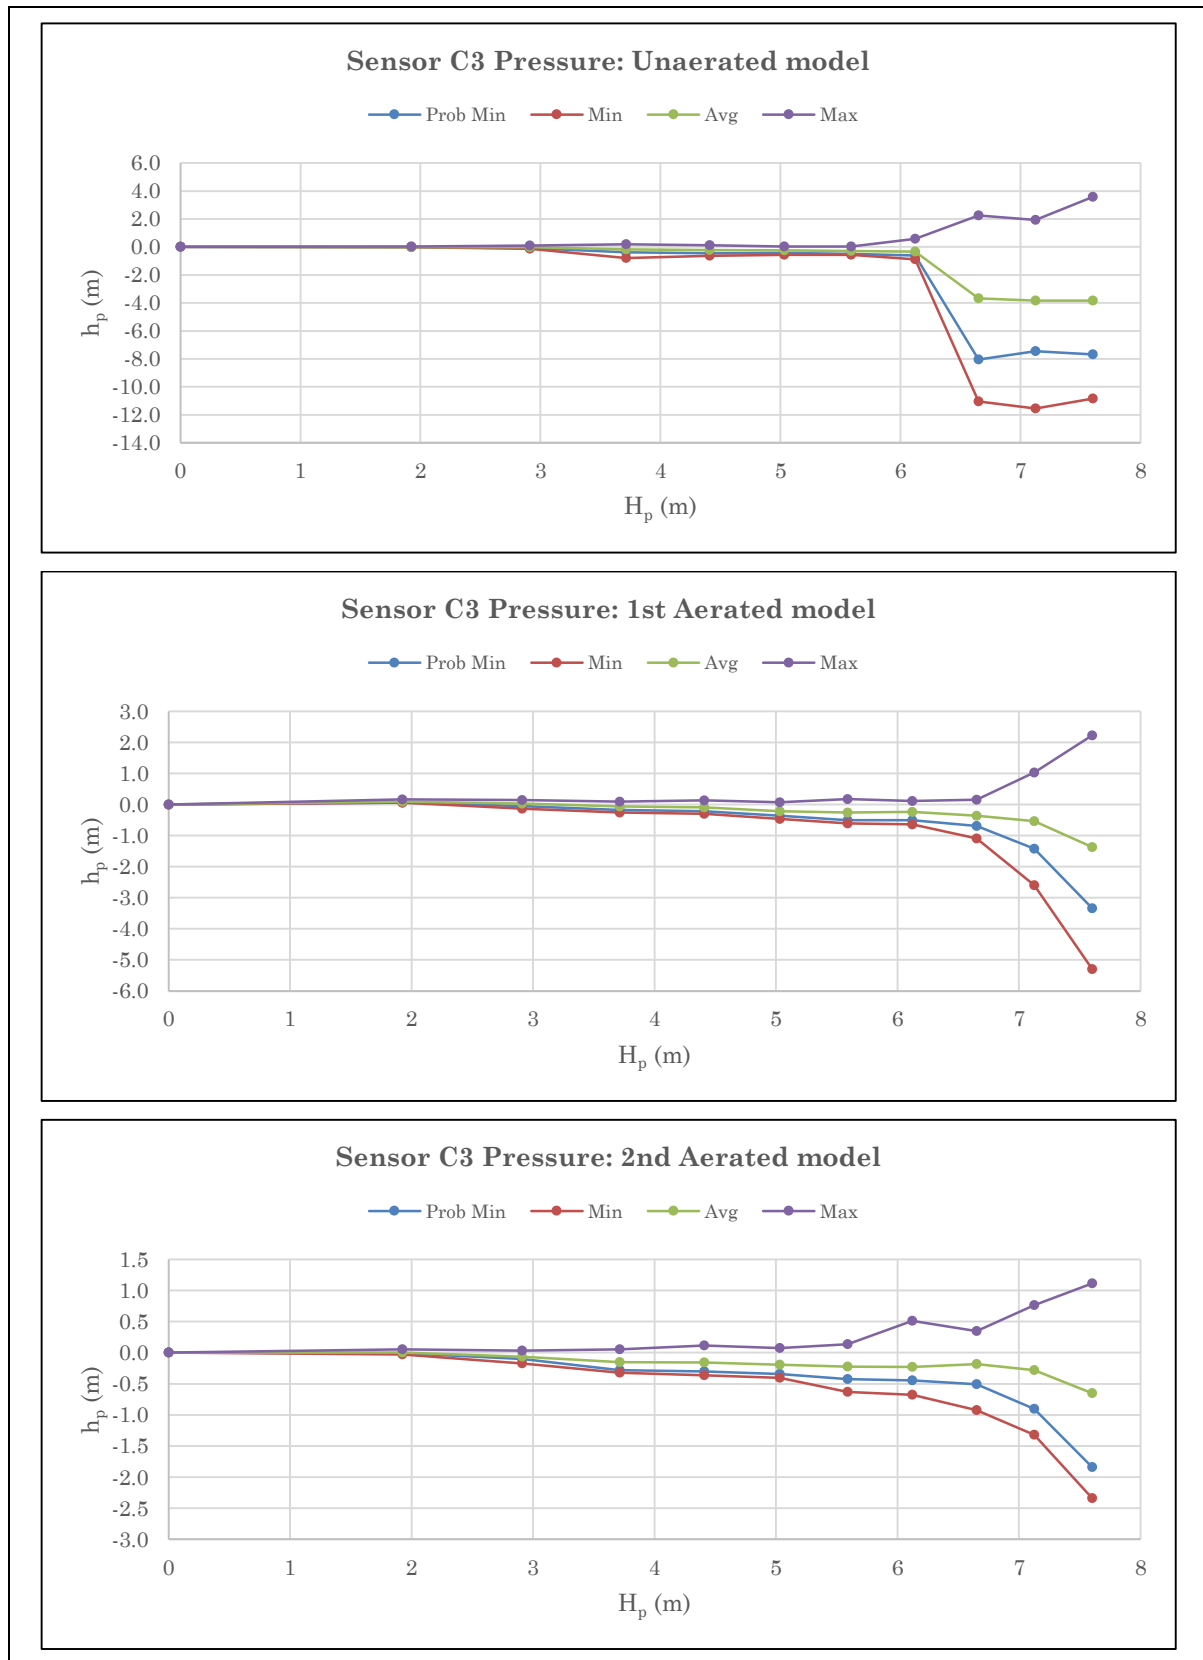 Sensor C3 Pressure: Unaerated model
Prob Min Min Avg Max
6.0
4.0
2.0
0.0
-2.0
-4.0
-6.0
-8.0
-10.0
-12.0
-14.0
h_p (m)
0 1 2 3 4 5 6 7 8
H_p (m)
Sensor C3 Pressure: 1st Aerated model
Prob Min Min Avg Max
3.0
2.0
1.0
0.0
-1.0
-2.0
-3.0
-4.0
-5.0
-6.0
h_p (m)
0 1 2 3 4 5 6 7 8
H_p (m)
Sensor C3 Pressure: 2nd Aerated model
Prob Min Min Avg Max
1.5
1.0
0.5
0.0
-0.5
-1.0
-1.5
-2.0
-2.5
-3.0
h_p (m)
0 1 2 3 4 5 6 7 8
H_p (m)